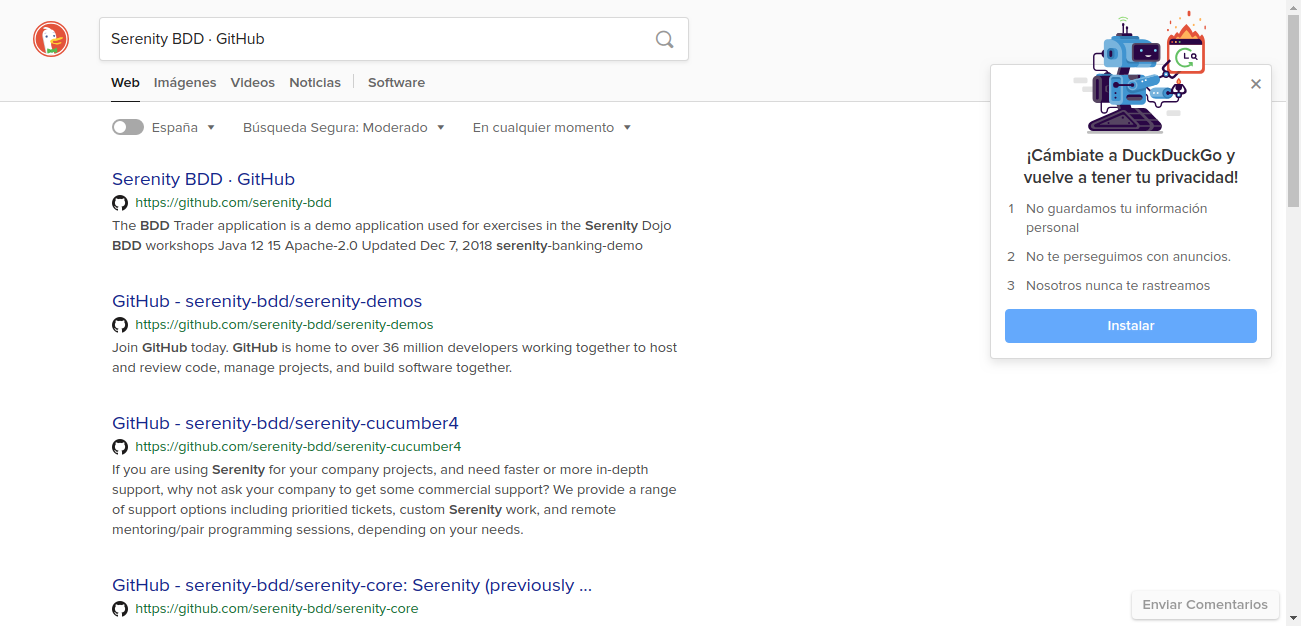 Serenity BDD · GitHub
Web Imágenes Videos Noticias Software
España Búsqueda Segura: Moderado En cualquier momento
Serenity BDD · GitHub
https://github.com/serenity-bdd
The BDD Trader application is a demo application used for exercises in the Serenity Dojo
BDD workshops Java 12 15 Apache-2.0 Updated Dec 7, 2018 serenity-banking-demo
GitHub - serenity-bdd/serenity-demos
https://github.com/serenity-bdd/serenity-demos
Join GitHub today. GitHub is home to over 36 million developers working together to host
and review code, manage projects, and build software together.
GitHub - serenity-bdd/serenity-cucumber4
https://github.com/serenity-bdd/serenity-cucumber4
If you are using Serenity for your company projects, and need faster or more in-depth
support, why not ask your company to get some commercial support? We provide a range
of support options including prioritied tickets, custom Serenity work, and remote
mentoring/pair programming sessions, depending on your needs.
GitHub - serenity-bdd/serenity-core: Serenity (previously ...
https://github.com/serenity-bdd/serenity-core
¡Cámbiate a DuckDuckGo y
vuelve a tener tu privacidad!
1 No guardamos tu información
personal
2 No te perseguimos con anuncios.
3 Nosotros nunca te rastreamos
Instalar
Enviar Comentarios